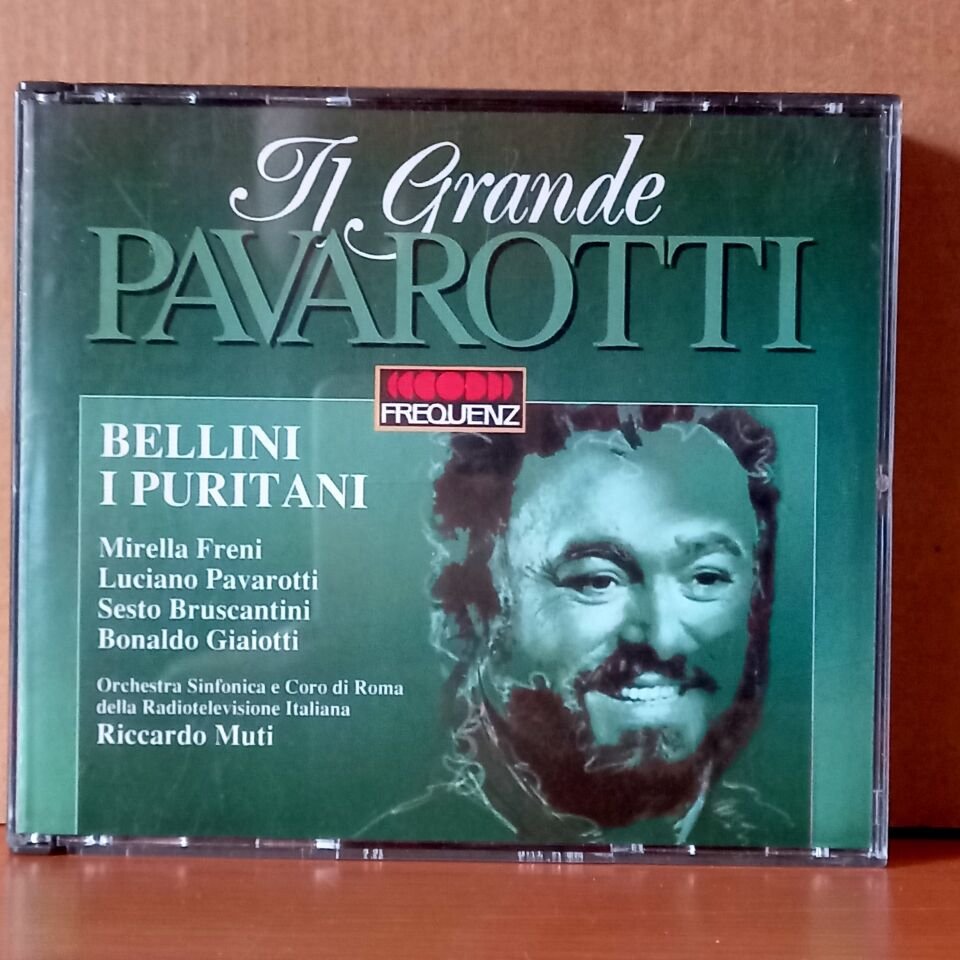 Il Grande
PAVAROTTI
FREQUENZ
BELLINI
I PURITANI
Mirella Freni
Luciano Pavarotti
Sesto Bruscantini
Bonaldo Giaiotti
Orchestra Sinfonica e Coro di Roma
della Radiotelevisione Italiana
Riccardo Muti